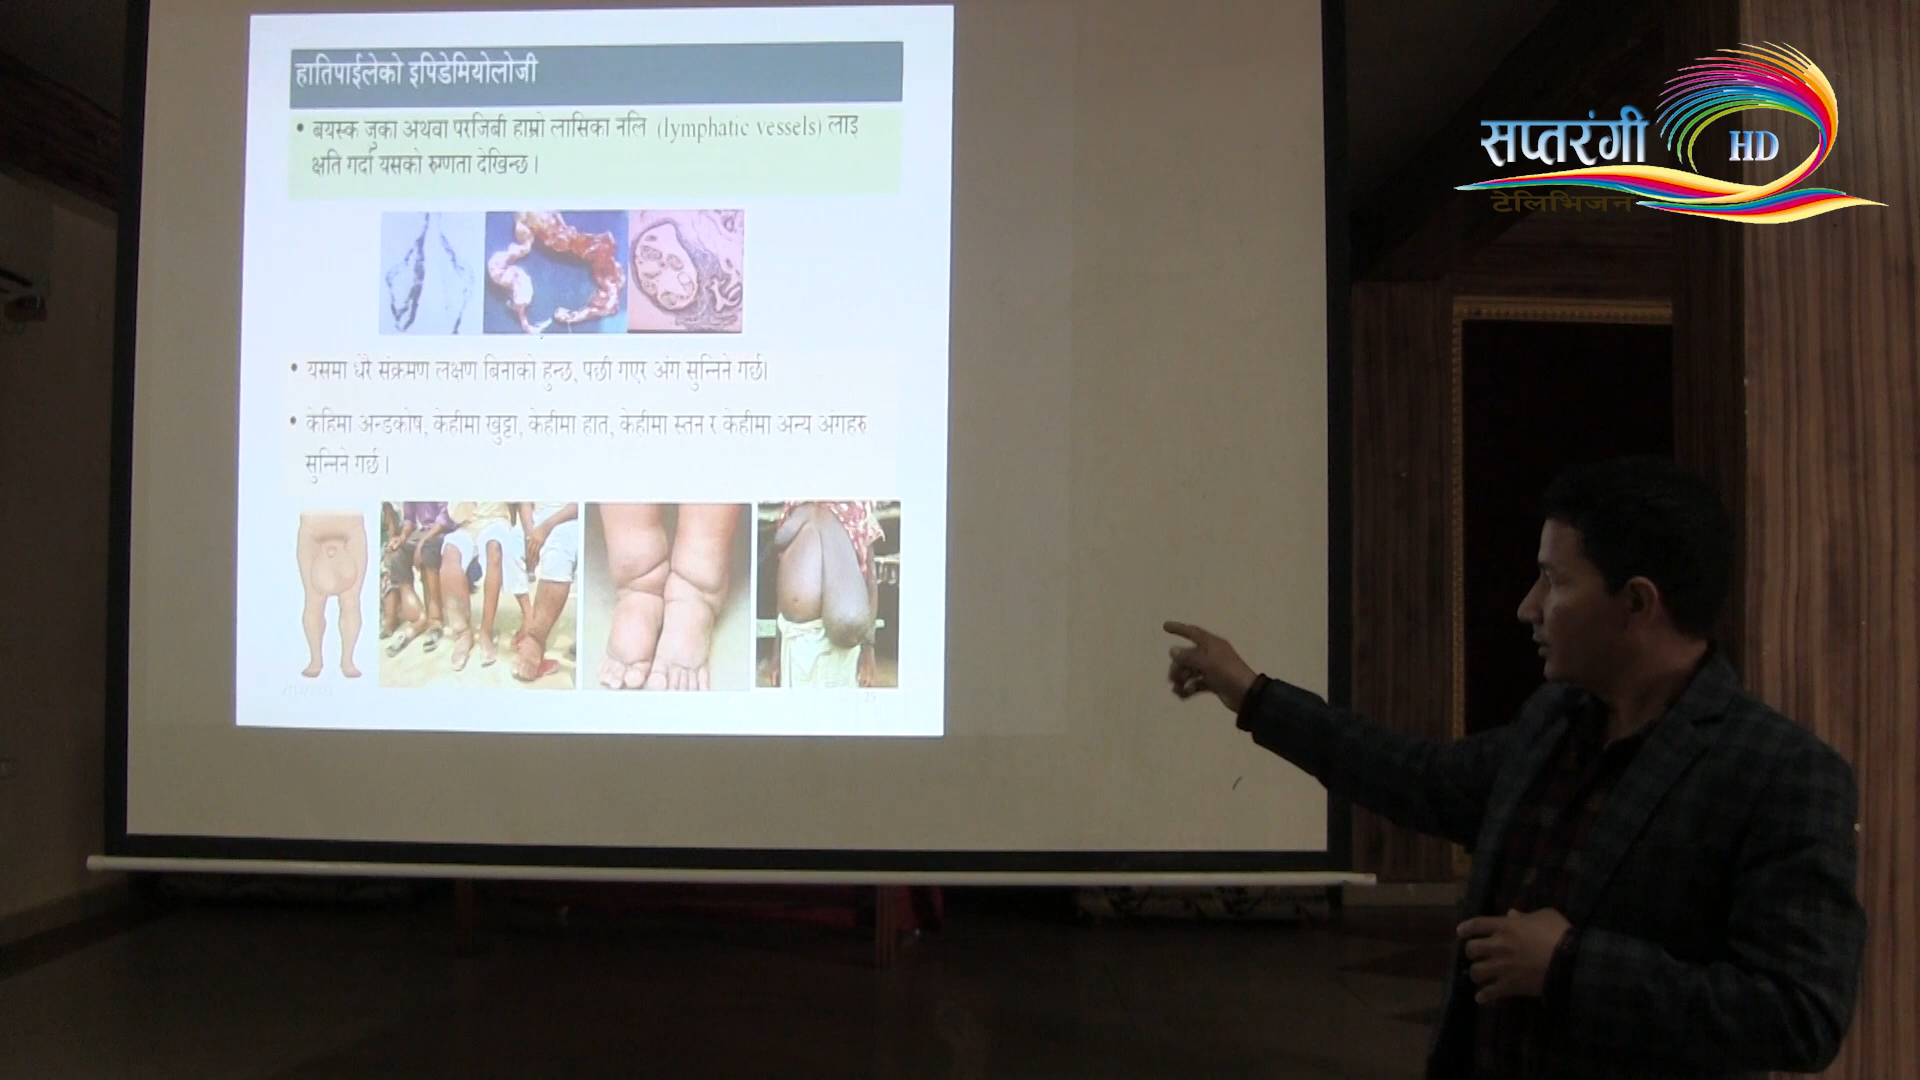 हातिपाईलेको इपिडेमियोलोजी
• बयस्क जुका अथवा परजिबी हाम्रो लासिका नलि (lymphatic vessels) लाइ
क्षति गर्दा यसको रुग्णता देखिन्छ।
• यसमा धेरै संक्रमण लक्षण बिनाको हुन्छ, पछी गएर अंग सुन्निने गर्छ।
• केहिमा अन्डकोष, केहीमा खुट्टा, केहीमा हात, केहीमा स्तन र केहीमा अन्य अंगहरु
सुन्निने गर्छ।
सप्तरंगी HD
टेलिभिजन